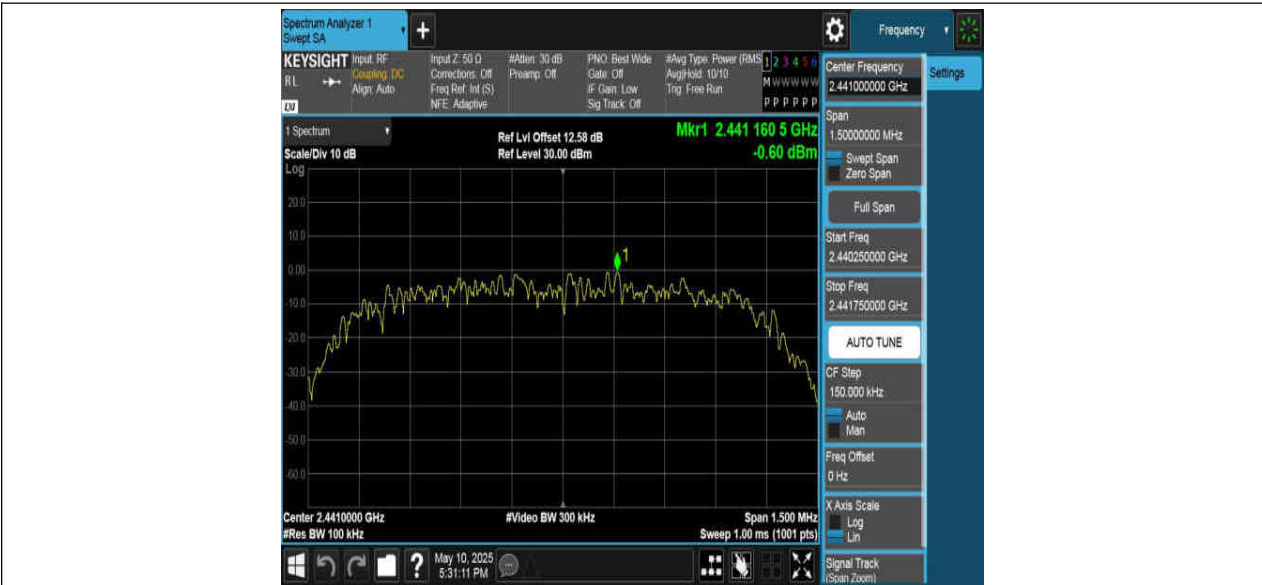 Spectrum Analyzer 1
Swept SA
+
Frequency
KEYSIGHT
RL
LXI
Input: RF
Coupling: DC
Align: Auto
Input Z: 50 Ω
Corrections: Off
Freq Ref: Int (S)
NFE: Adaptive
#Atten: 30 dB
Preamp: Off
PNO: Best Wide
Gate: Off
IF Gain: Low
Sig Track: Off
#Avg Type: Power (RMS
Avg|Hold: 10/10
Trig: Free Run
1 2 3 4 5 6
M W W W W W
P P P P P P
1 Spectrum
Scale/Div 10 dB
Ref Lvl Offset 12.58 dB
Ref Level 30.00 dBm
Mkr1 2.441 160 5 GHz
-0.60 dBm
Log
20.0
10.0
0.00
-10.0
-20.0
-30.0
-40.0
-50.0
-60.0
1
Center 2.4410000 GHz
#Res BW 100 kHz
#Video BW 300 kHz
Span 1.500 MHz
Sweep 1.00 ms (1001 pts)
Center Frequency
2.441000000 GHz
Settings
Span
1.50000000 MHz
Swept Span
Zero Span
Full Span
Start Freq
2.440250000 GHz
Stop Freq
2.441750000 GHz
AUTO TUNE
CF Step
150.000 kHz
Auto
Man
Freq Offset
0 Hz
X Axis Scale
Log
Lin
Signal Track
(Span Zoom)
?
May 10, 2025
5:31:11 PM